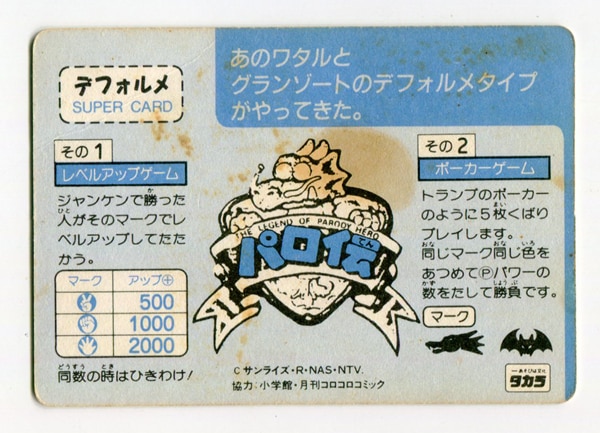 デフォルメ
SUPER CARD
あのワタルと
グランゾートのデフォルメタイプ
がやってきた。
その1
レベルアップゲーム
ジャンケンで勝った
人がそのマークでレ
ベルアップしてたた
かう。
マーク アップ⊕
500
1000
2000
同数の時はひきわけ!
THE LEGEND OF PARODY HERO
パロ伝
でん
その2
ポーカーゲーム
トランプのポーカー
のように5枚くばり
プレイします。
同じマーク同じ色を
あつめてⓅパワーの
数をだして勝負です。
マーク
Cサンライズ・R・NAS・NTV.
協力:小学館・月刊コロコロコミック
タカラ